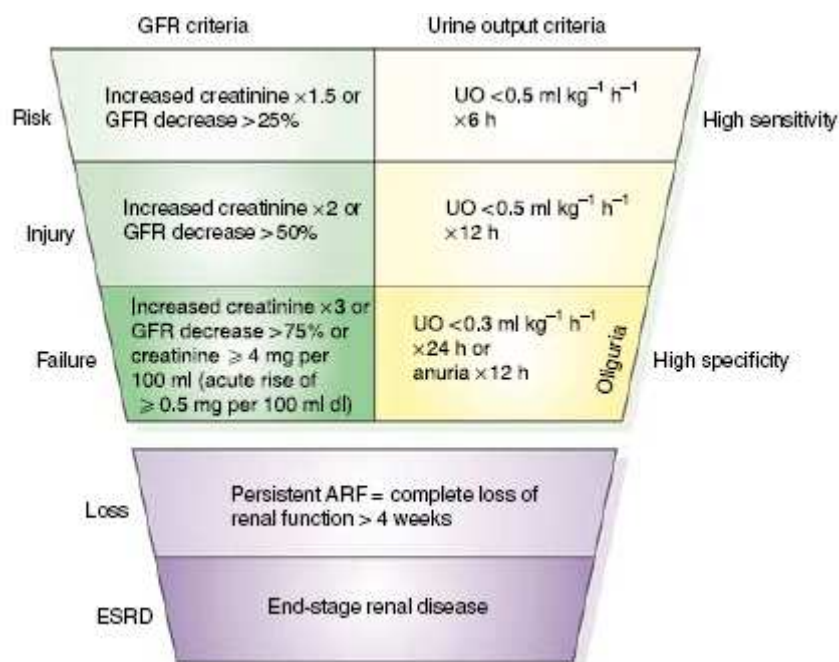 GFR criteria
Urine output criteria
Risk
Increased creatinine ×1.5 or
GFR decrease >25%
UO <0.5 ml kg⁻¹ h⁻¹
×6 h
High sensitivity
Injury
Increased creatinine ×2 or
GFR decrease >50%
UO <0.5 ml kg⁻¹ h⁻¹
×12 h
Failure
Increased creatinine ×3 or
GFR decrease >75% or
creatinine ⩾ 4 mg per
100 ml (acute rise of
⩾ 0.5 mg per 100 ml dl)
UO <0.3 ml kg⁻¹ h⁻¹
×24 h or
anuria ×12 h
Oliguria
High specificity
Loss
Persistent ARF = complete loss of
renal function > 4 weeks
ESRD
End-stage renal disease